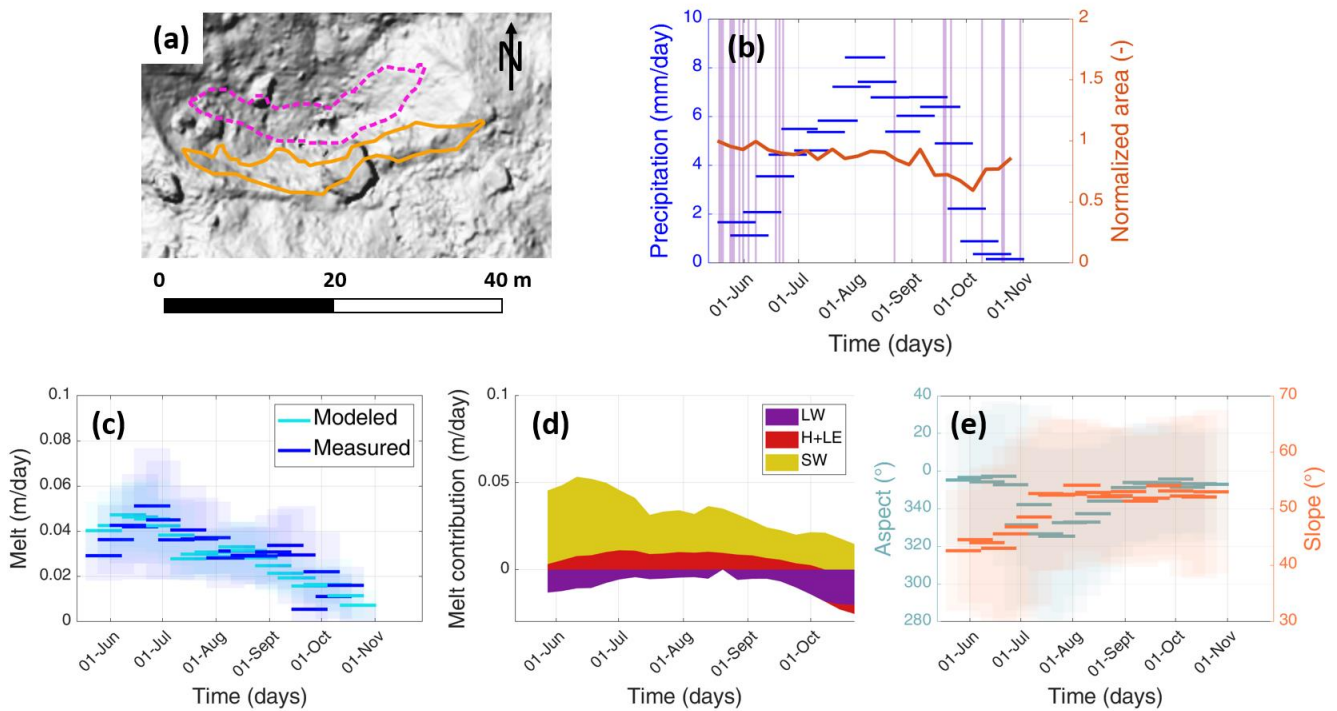 (a)
N
0 20 40 m
(b)
Precipitation (mm/day)
10
8
6
4
2
0
2
1.5
1
0.5
0
Normalized area (-)
01-Jun 01-Jul 01-Aug 01-Sept 01-Oct 01-Nov
Time (days)
(c)
Modeled
Measured
Melt (m/day)
0.1
0.08
0.06
0.04
0.02
0
01-Jun 01-Jul 01-Aug 01-Sept 01-Oct 01-Nov
Time (days)
(d)
LW
H+LE
SW
Melt contribution (m/day)
0.1
0.05
0
01-Jun 01-Jul 01-Aug 01-Sept 01-Oct
Time (days)
(e)
Aspect (°)
40
20
0
340
320
300
280
70
60
50
40
30
Slope (°)
01-Jun 01-Jul 01-Aug 01-Sept 01-Oct 01-Nov
Time (days)